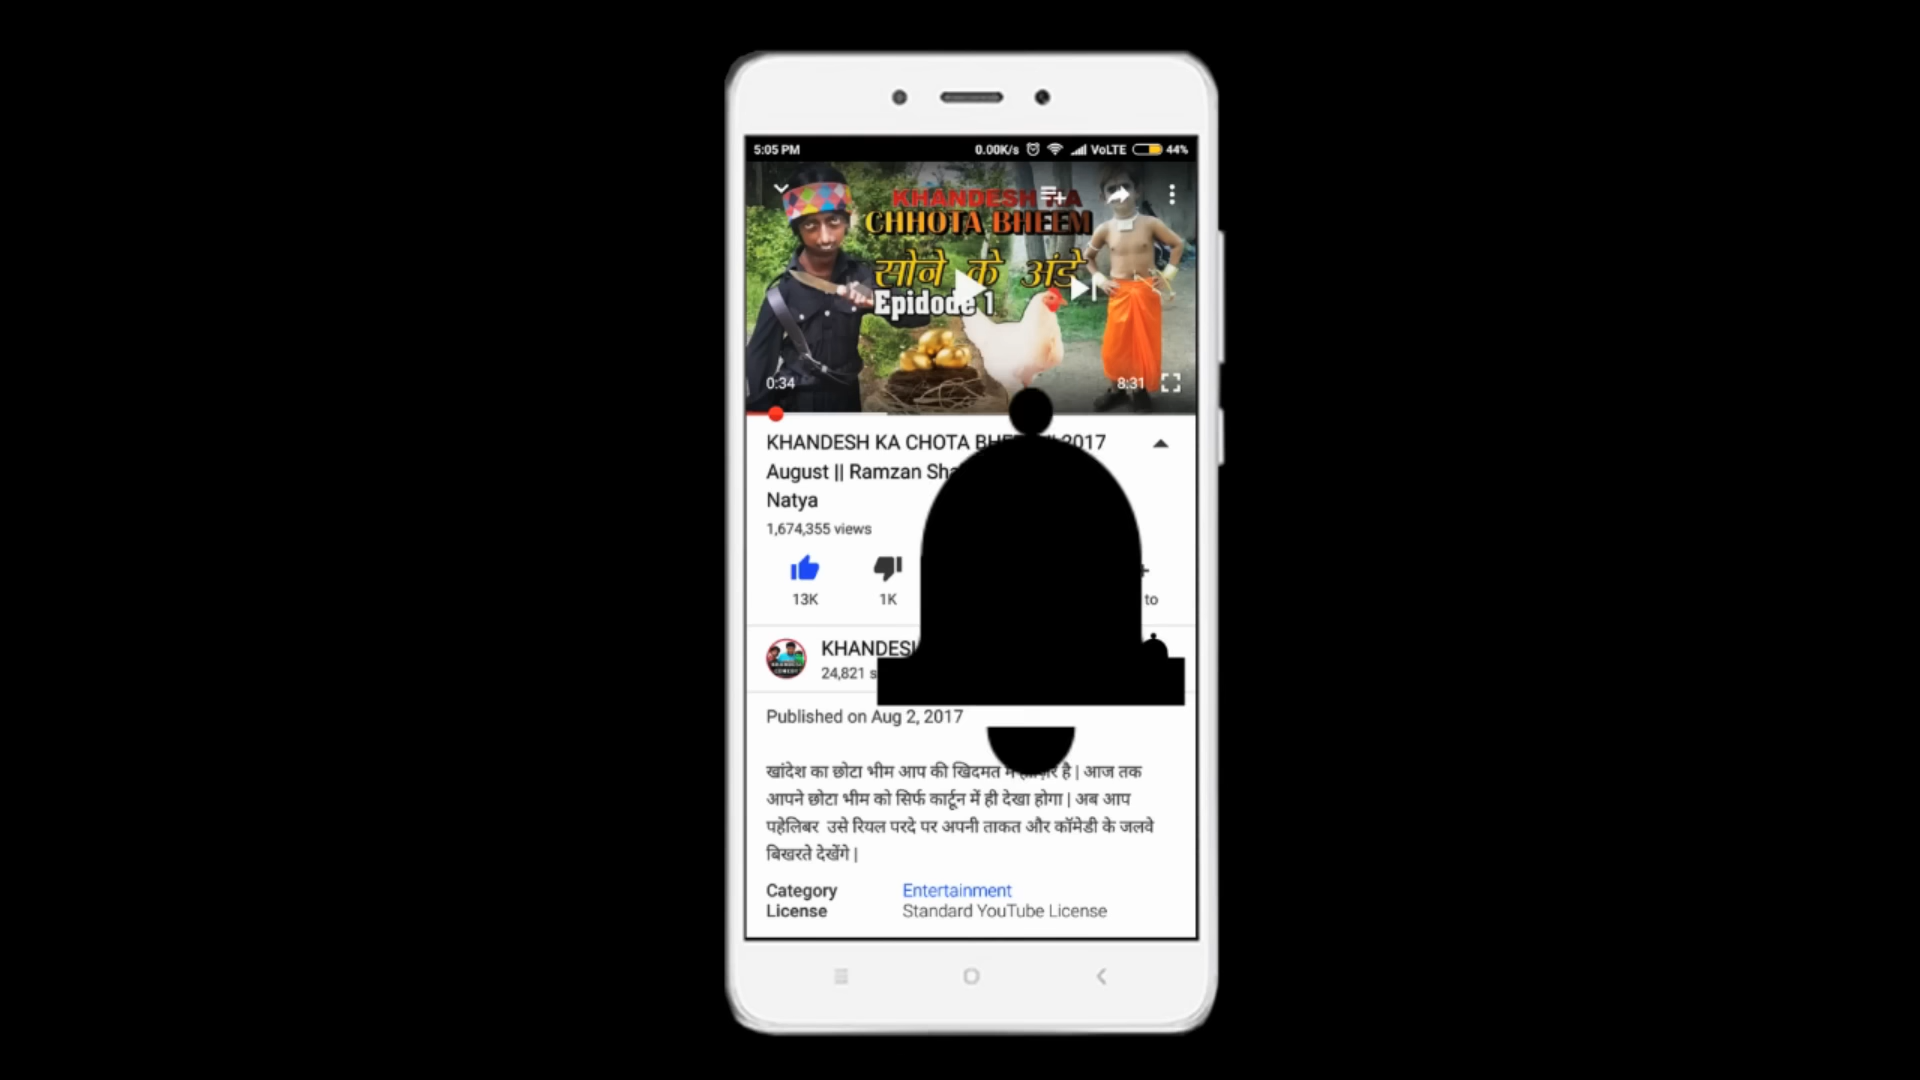 5:05 PM 0.00K/s VoLTE 44%
KHANDESH KA
CHHOTA BHEEM
सोने के अंडे
Epidode 1
0:34 8:31
KHANDESH KA CHOTA 2017
August || Ramzan
Natya
1,674,355 views
13K 1K to
24,821
Published on Aug 2, 2017
खांदेश का छोटा भीम आप की खिदमत है | आज तक
आपने छोटा भीम को सिर्फ कार्टून में ही देखा होगा | अब आप
पहेलिबर उसे रियल परदे पर अपनी ताकत और कॉमेडी के जलवे
बिखरते देखेंगे |
Category Entertainment
License Standard YouTube License